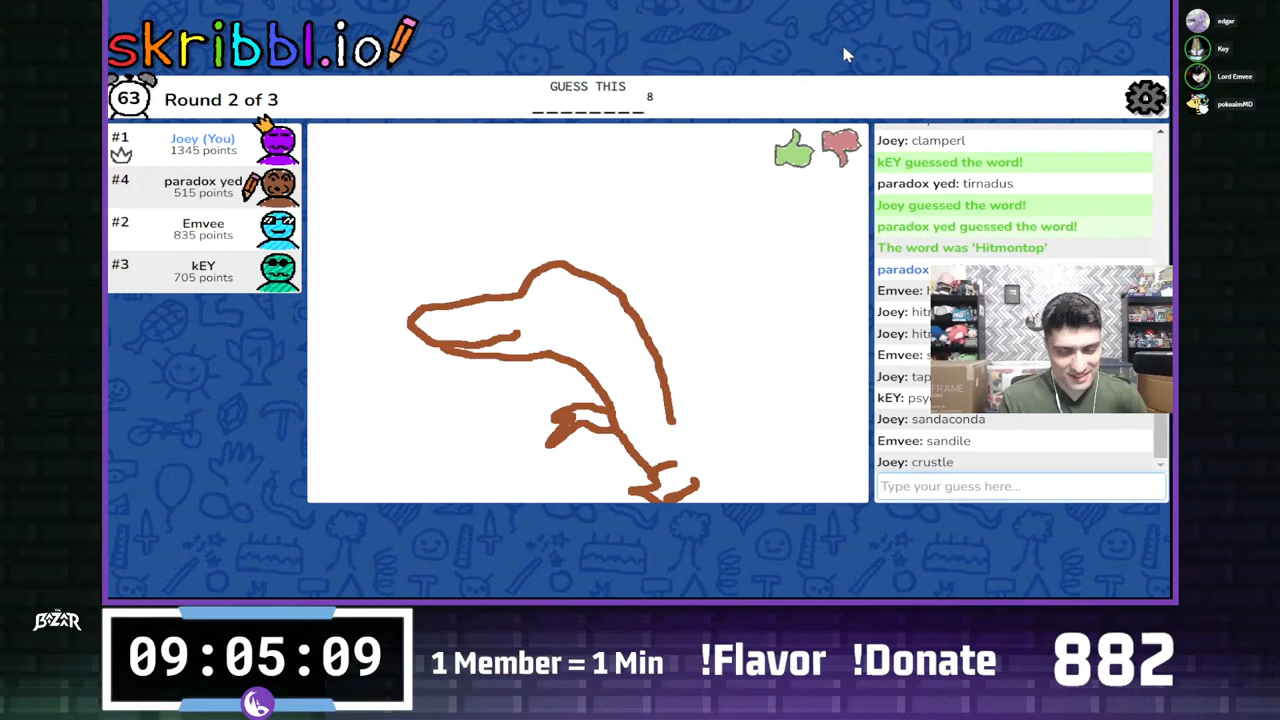 skribbl.io
63
Round 2 of 3
GUESS THIS
________ 8
#1
Joey (You)
1345 points
#4
paradox yed
515 points
#2
Emvee
835 points
#3
kEY
705 points
Joey: clamperl
kEY guessed the word!
paradox yed: tirnadus
Joey guessed the word!
paradox yed guessed the word!
The word was 'Hitmontop'
paradox
Emvee:
Joey:
Joey:
Emvee:
Joey:
kEY:
Joey: sandaconda
Emvee: sandile
Joey: crustle
Type your guess here...
edgar
Key
Lord Emvee
pokeaimMD
THE
BAZAAR
09:05:09
1 Member = 1 Min
!Flavor
!Donate
882